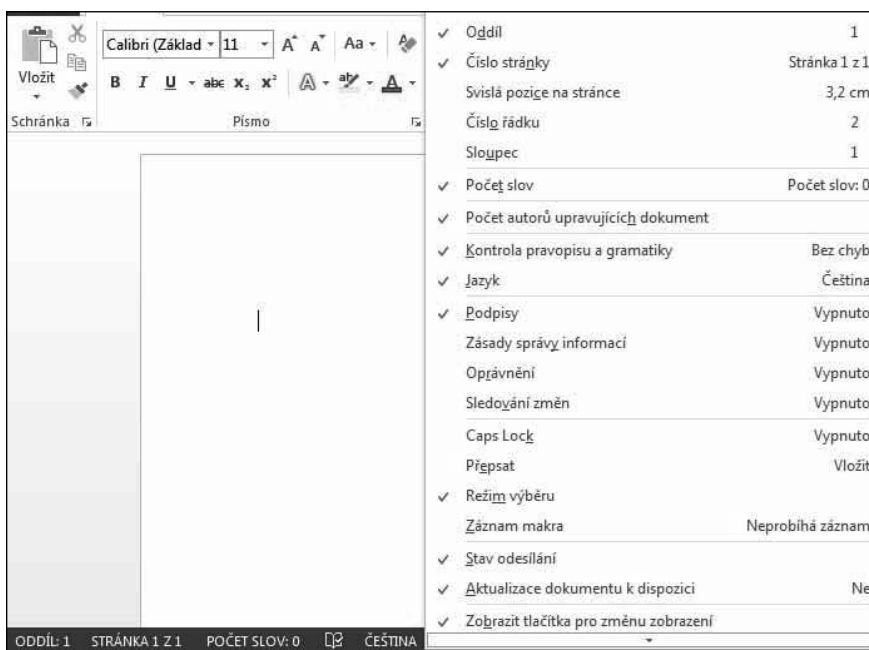 Calibri (Základ 11 A A Aa
Vložit
B I U abc X₂ X² A ab A
Schránka
Písmo
Oddíl 1
Číslo stránky Stránka 1 z 1
Svislá pozice na stránce 3,2 cm
Číslo řádku 2
Sloupec 1
Počet slov Počet slov: 0
Počet autorů upravujících dokument
Kontrola pravopisu a gramatiky Bez chyb
Jazyk Čeština
Podpisy Vypnuto
Zásady správy informací Vypnuto
Oprávnění Vypnuto
Sledování změn Vypnuto
Caps Lock Vypnuto
Přepsat Vložit
Režim výběru
Záznam makra Neprobíhá záznam
Stav odesílání
Aktualizace dokumentu k dispozici Ne
Zobrazit tlačítka pro změnu zobrazení
ODDÍL: 1 STRÁNKA 1 Z 1 POČET SLOV: 0 ČEŠTINA